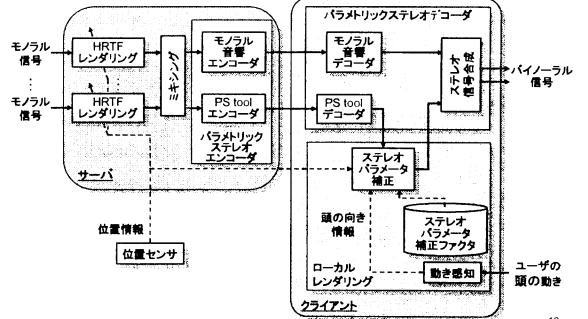 パラメトリックステレオデコーダ
モノラル
信号
HRTF
レンダリング
ミキシング
モノラル
音響
エンコーダ
モノラル
音響
デコーダ
ステレオ
信号合成
バイノーラル
信号
モノラル
信号
HRTF
レンダリング
PS tool
エンコーダ
PS tool
デコーダ
パラメトリック
ステレオ
エンコーダ
サーバ
ステレオ
パラメータ
補正
位置情報
頭の向き
情報
ステレオ
パラメータ
補正ファクタ
位置センサ
ローカル
レンダリング
動き感知
ユーザの
頭の動き
クライアント